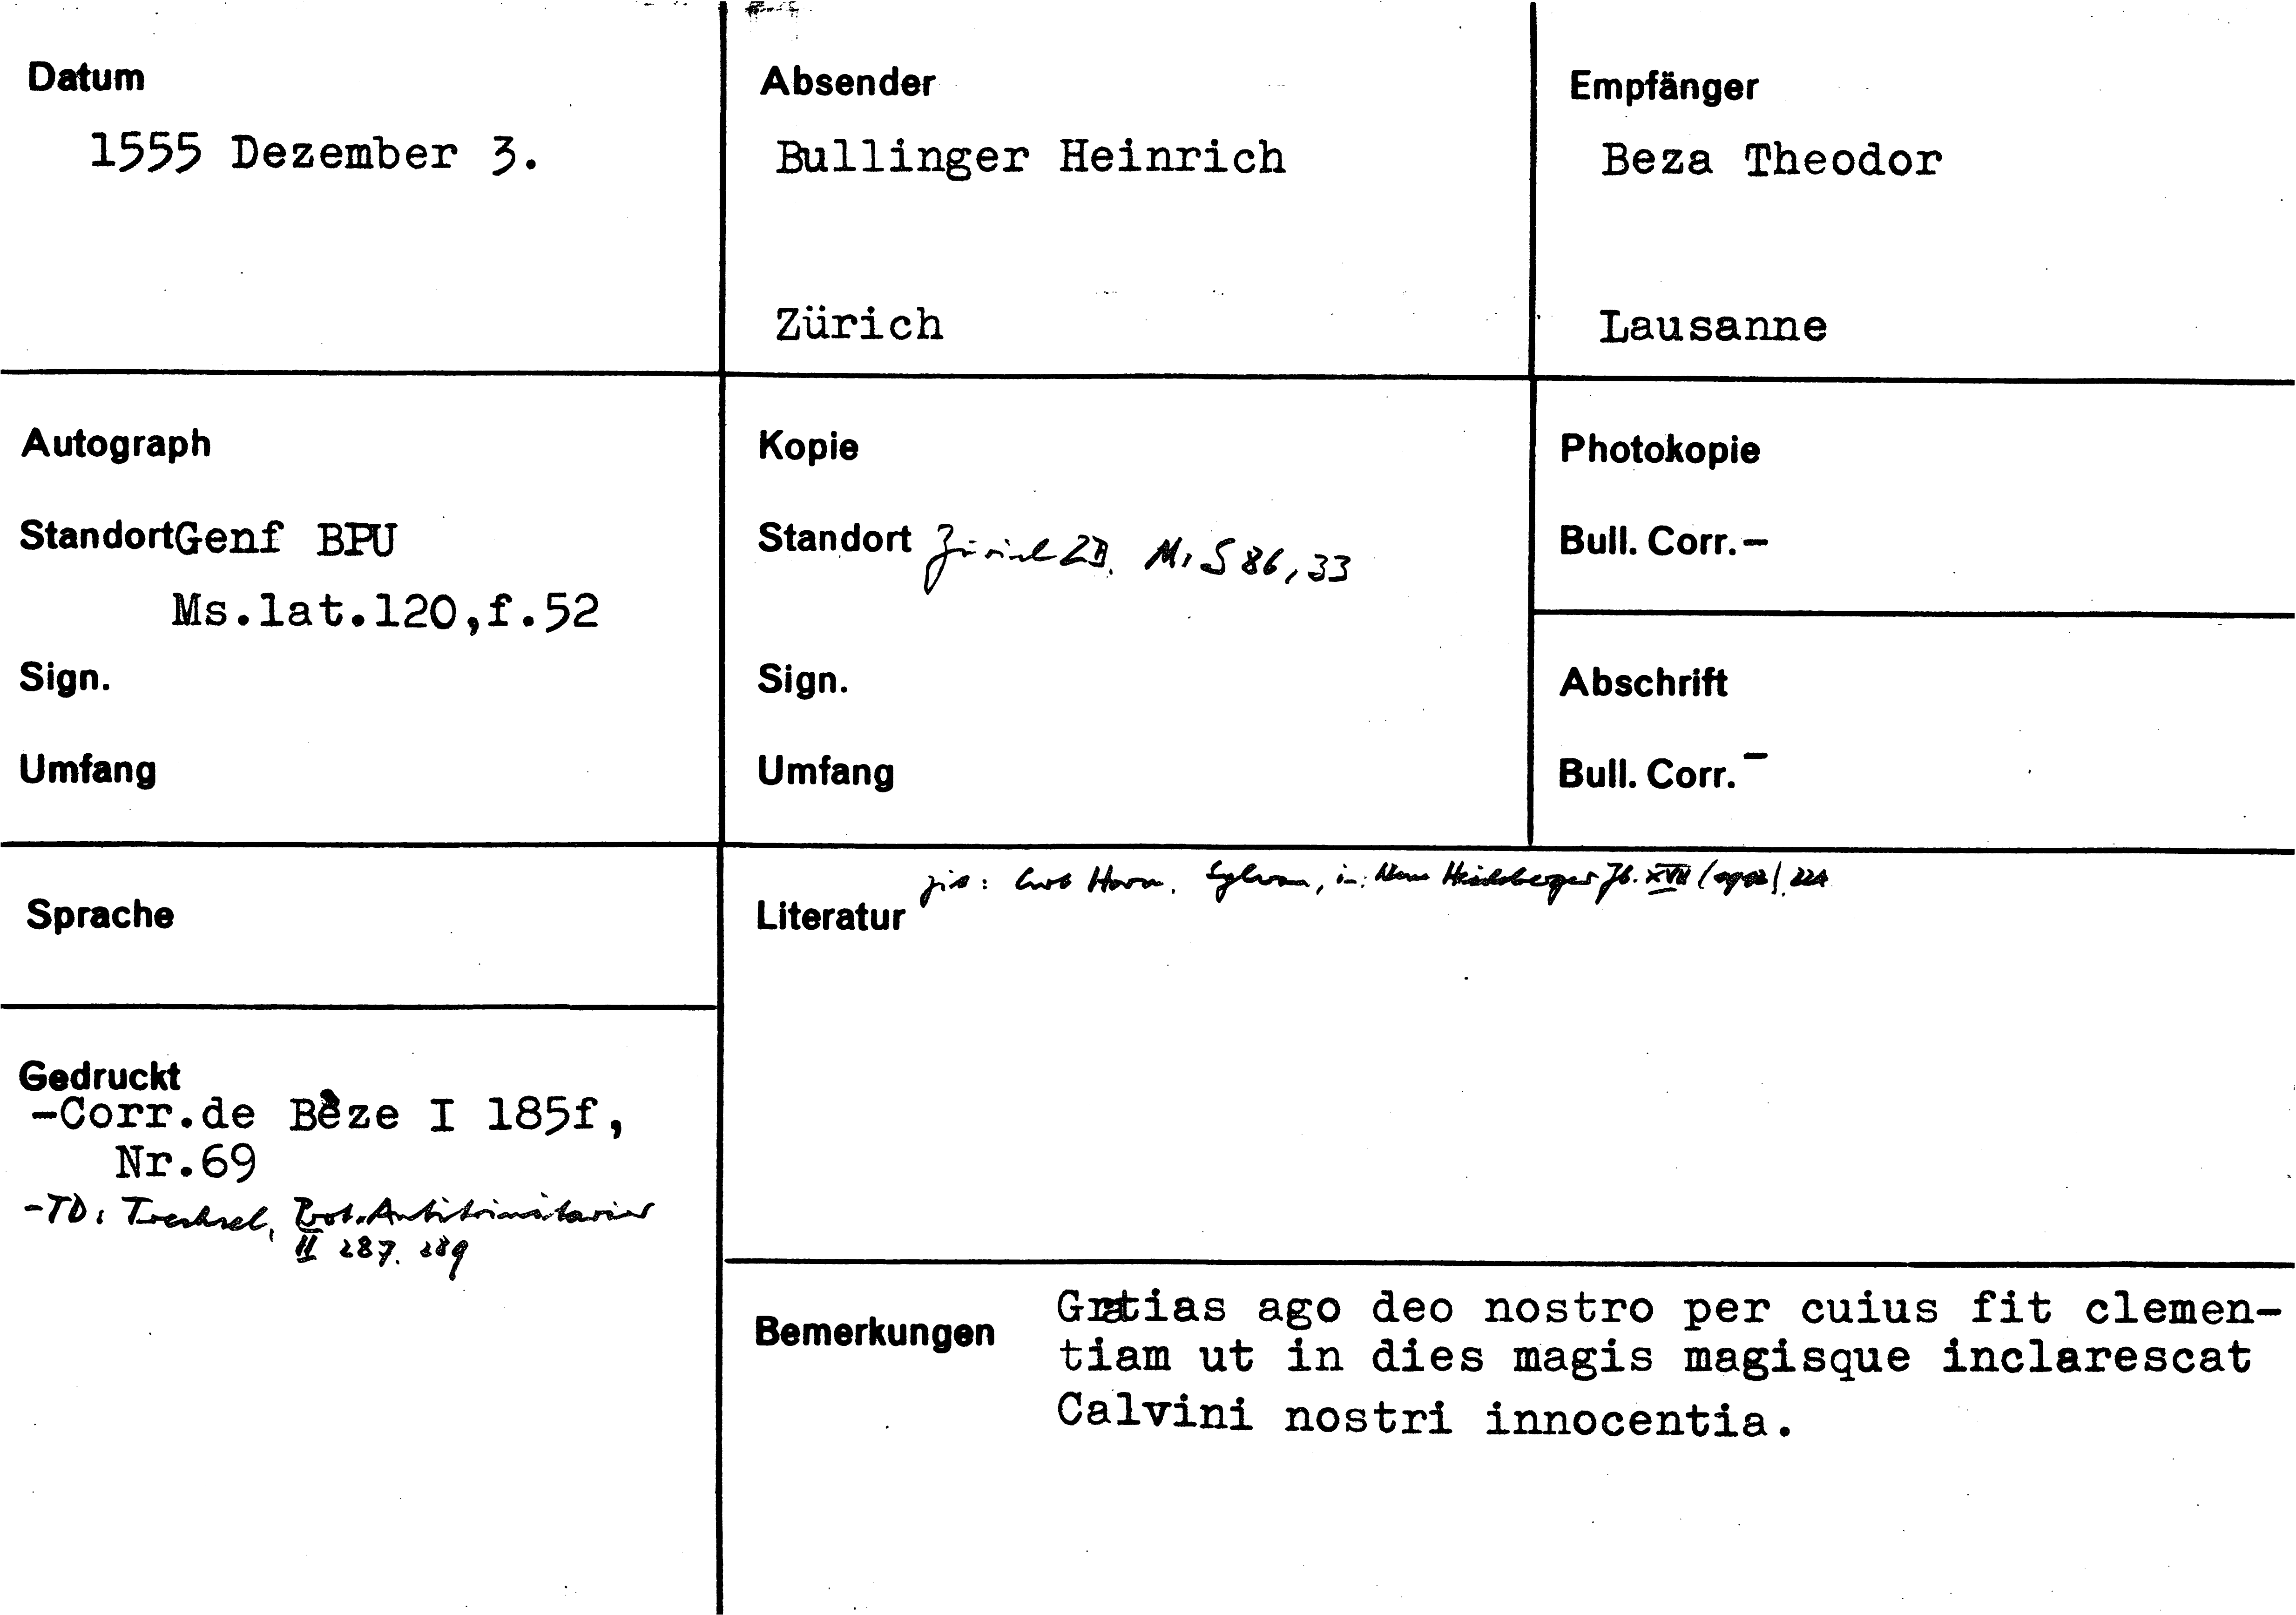 Datum
1555 Dezember 3.
Absender
Bullinger Heinrich
Zürich
Empfänger
Beza Theodor
Lausanne
Autograph
Standort Genf BPU
Ms.lat.120,f.52
Sign.
Umfang
Kopie
Standort Zürich ZB. Ms S 86, 33
Sign.
Umfang
Photokopie
Bull. Corr. -
Abschrift
Bull. Corr. -
Sprache
Gedruckt
-Corr.de Bèze I 185f,
Nr.69
-TD: Trechsel, Prot. Antitrinitarier
II 287. 289
Literatur zit: Curt Horn, Sylvan, in: Neue Heidelberger Jb. XVII 224
Bemerkungen
Gratias ago deo nostro per cuius fit clemen-
tiam ut in dies magis magisque inclarescat
Calvini nostri innocentia.